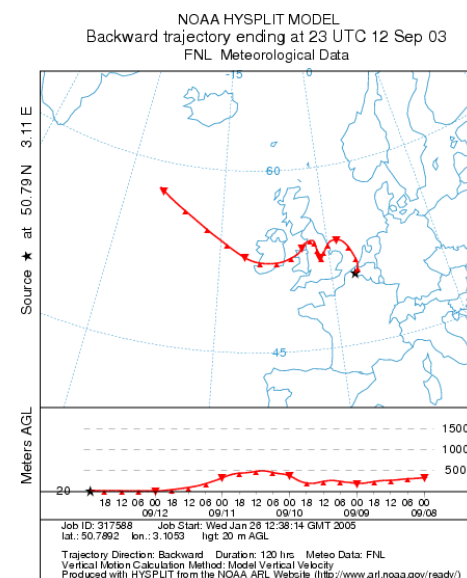 NOAA HYSPLIT MODEL
Backward trajectory ending at 23 UTC 12 Sep 03
FNL Meteorological Data
Source ★ at 50.79 N 3.11 E
-15
0
60
45
Meters AGL
1500
1000
500
20
18 12 06 00 18 12 06 00 18 12 06 00 18 12 06 00 18 12 06 00
09/12 09/11 09/10 09/09 09/08
Job ID: 317588 Job Start: Wed Jan 26 12:38:14 GMT 2005
lat.: 50.7892 lon.: 3.1053 hgt: 20 m AGL
Trajectory Direction: Backward Duration: 120 hrs Meteo Data: FNL
Vertical Motion Calculation Method: Model Vertical Velocity
Produced with HYSPLIT from the NOAA ARL Website (http://www.arl.noaa.gov/ready/)